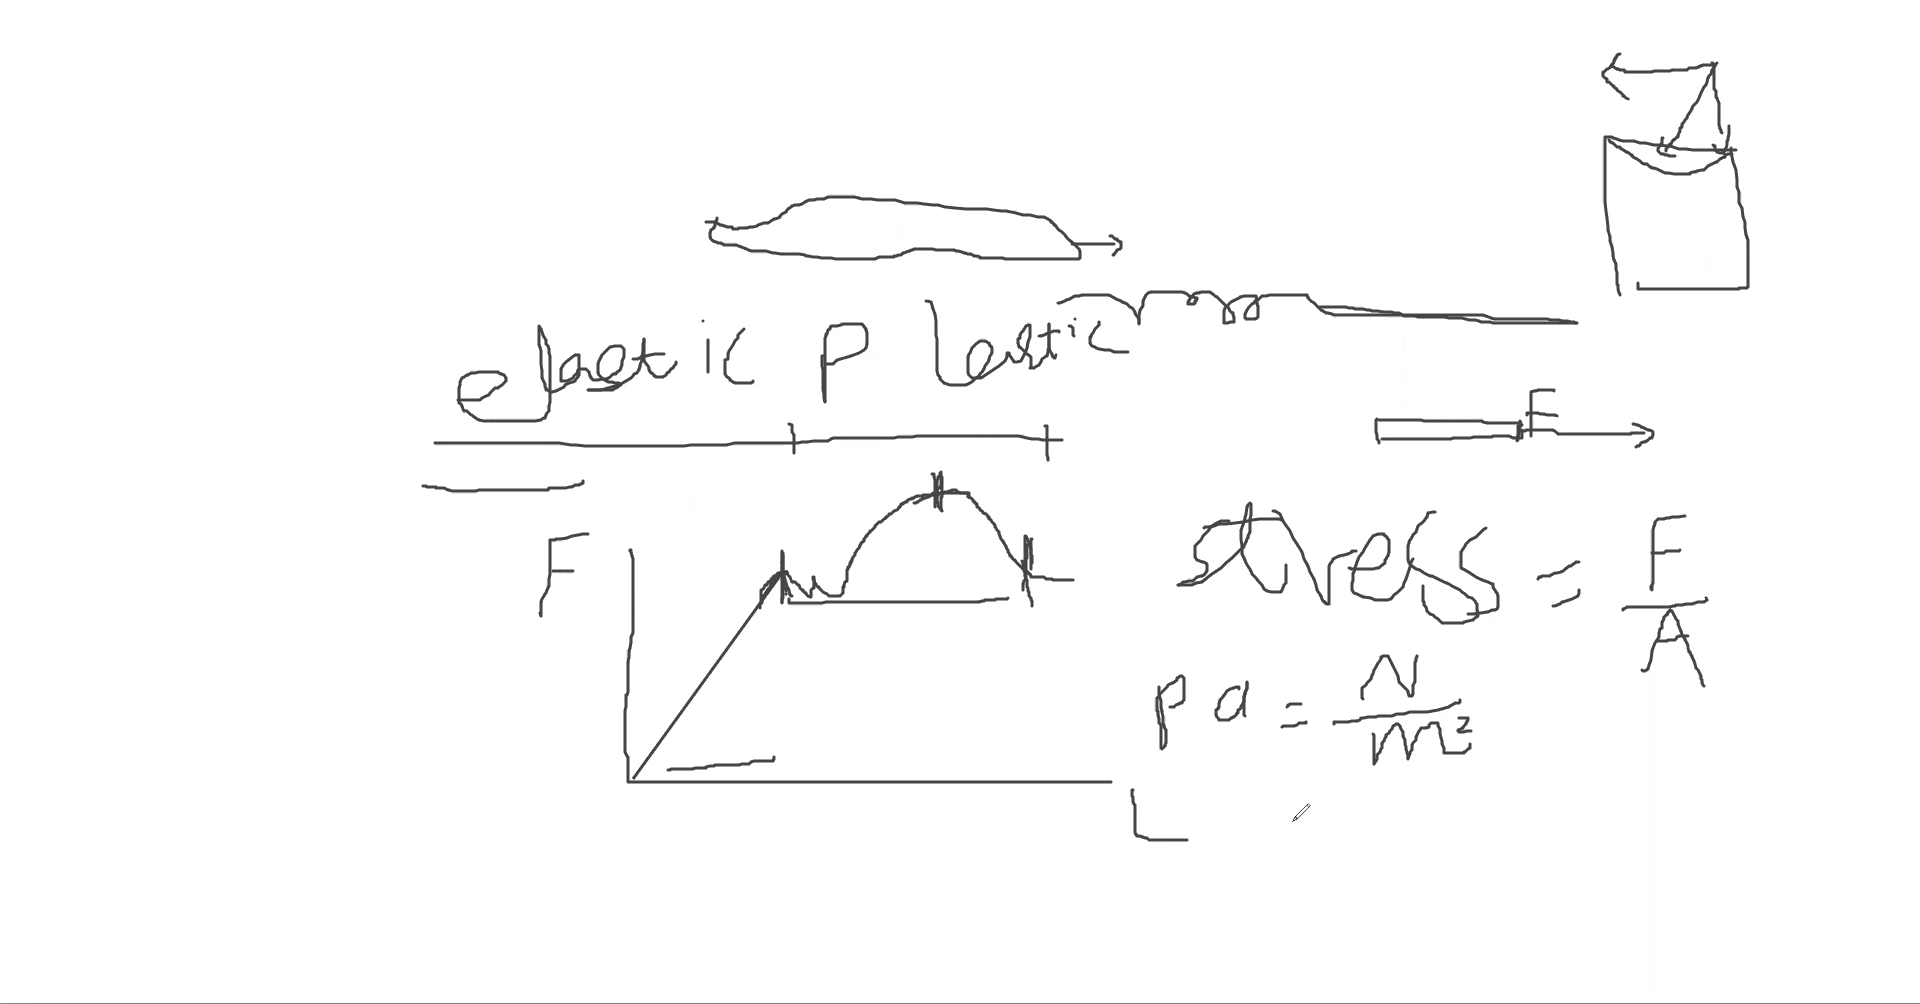 elastic plastic
F
F
stress = F/A
Pa = N/m²
L